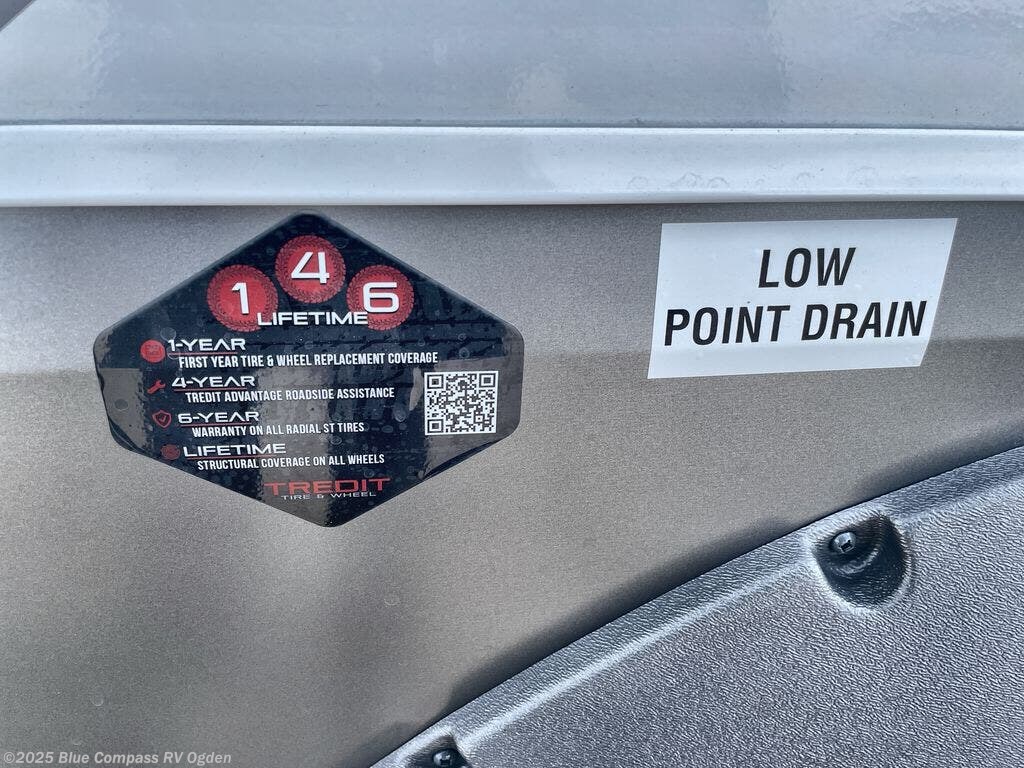 1 4 6
LIFETIME
1-YEAR
FIRST YEAR TIRE & WHEEL REPLACEMENT COVERAGE
4-YEAR
TREDIT ADVANTAGE ROADSIDE ASSISTANCE
6-YEAR
WARRANTY ON ALL RADIAL ST TIRES
LIFETIME
STRUCTURAL COVERAGE ON ALL WHEELS
TREDIT
TIRE & WHEEL
LOW
POINT DRAIN
©2025 Blue Compass RV Ogden